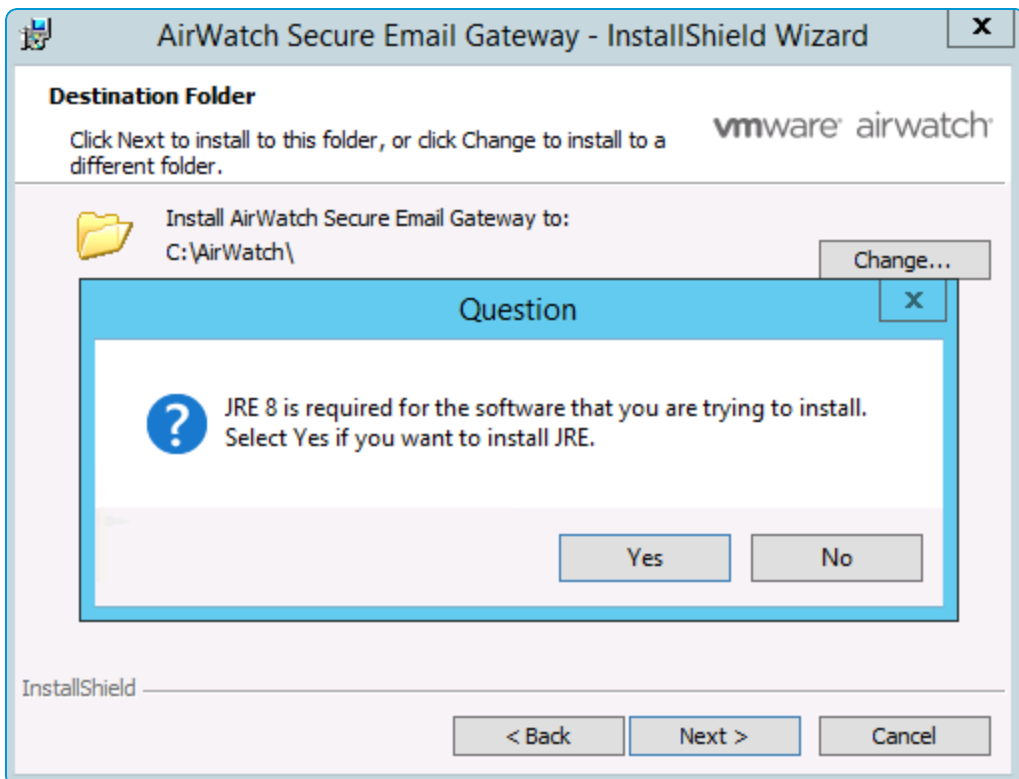 AirWatch Secure Email Gateway - InstallShield Wizard
x
Destination Folder
Click Next to install to this folder, or click Change to install to a
different folder.
vmware airwatch
Install AirWatch Secure Email Gateway to:
C:\AirWatch\
Change...
Question
x
JRE 8 is required for the software that you are trying to install.
Select Yes if you want to install JRE.
Yes
No
InstallShield
< Back
Next >
Cancel